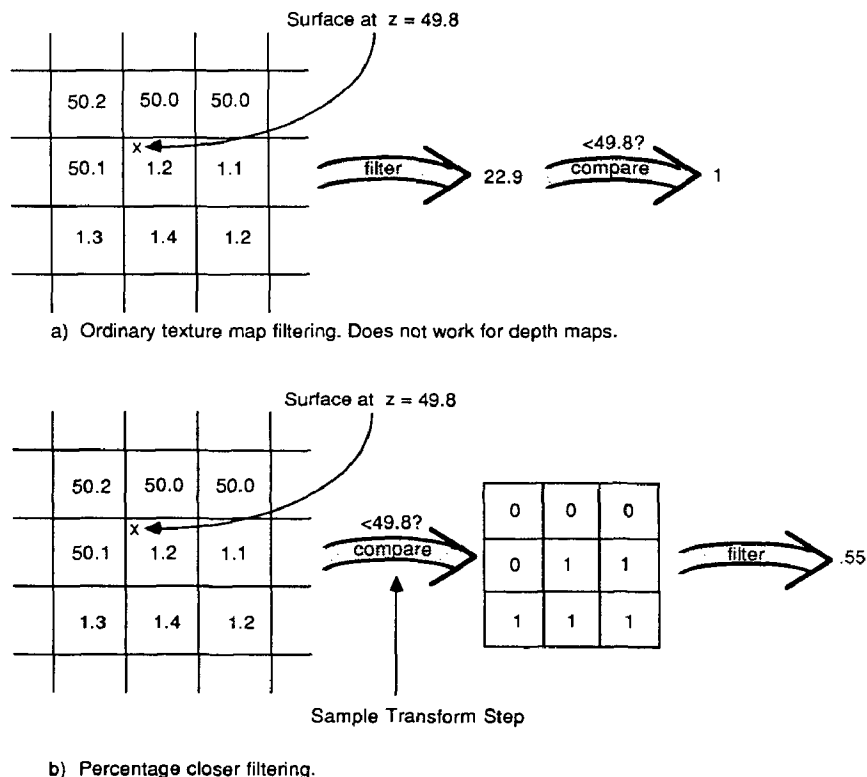 Surface at z = 49.8
50.2 50.0 50.0
x
50.1 1.2 1.1
1.3 1.4 1.2
filter
22.9
<49.8?
compare
1
a) Ordinary texture map filtering. Does not work for depth maps.
Surface at z = 49.8
50.2 50.0 50.0
x
50.1 1.2 1.1
1.3 1.4 1.2
<49.8?
compare
0 0 0
0 1 1
1 1 1
filter
.55
Sample Transform Step
b) Percentage closer filtering.